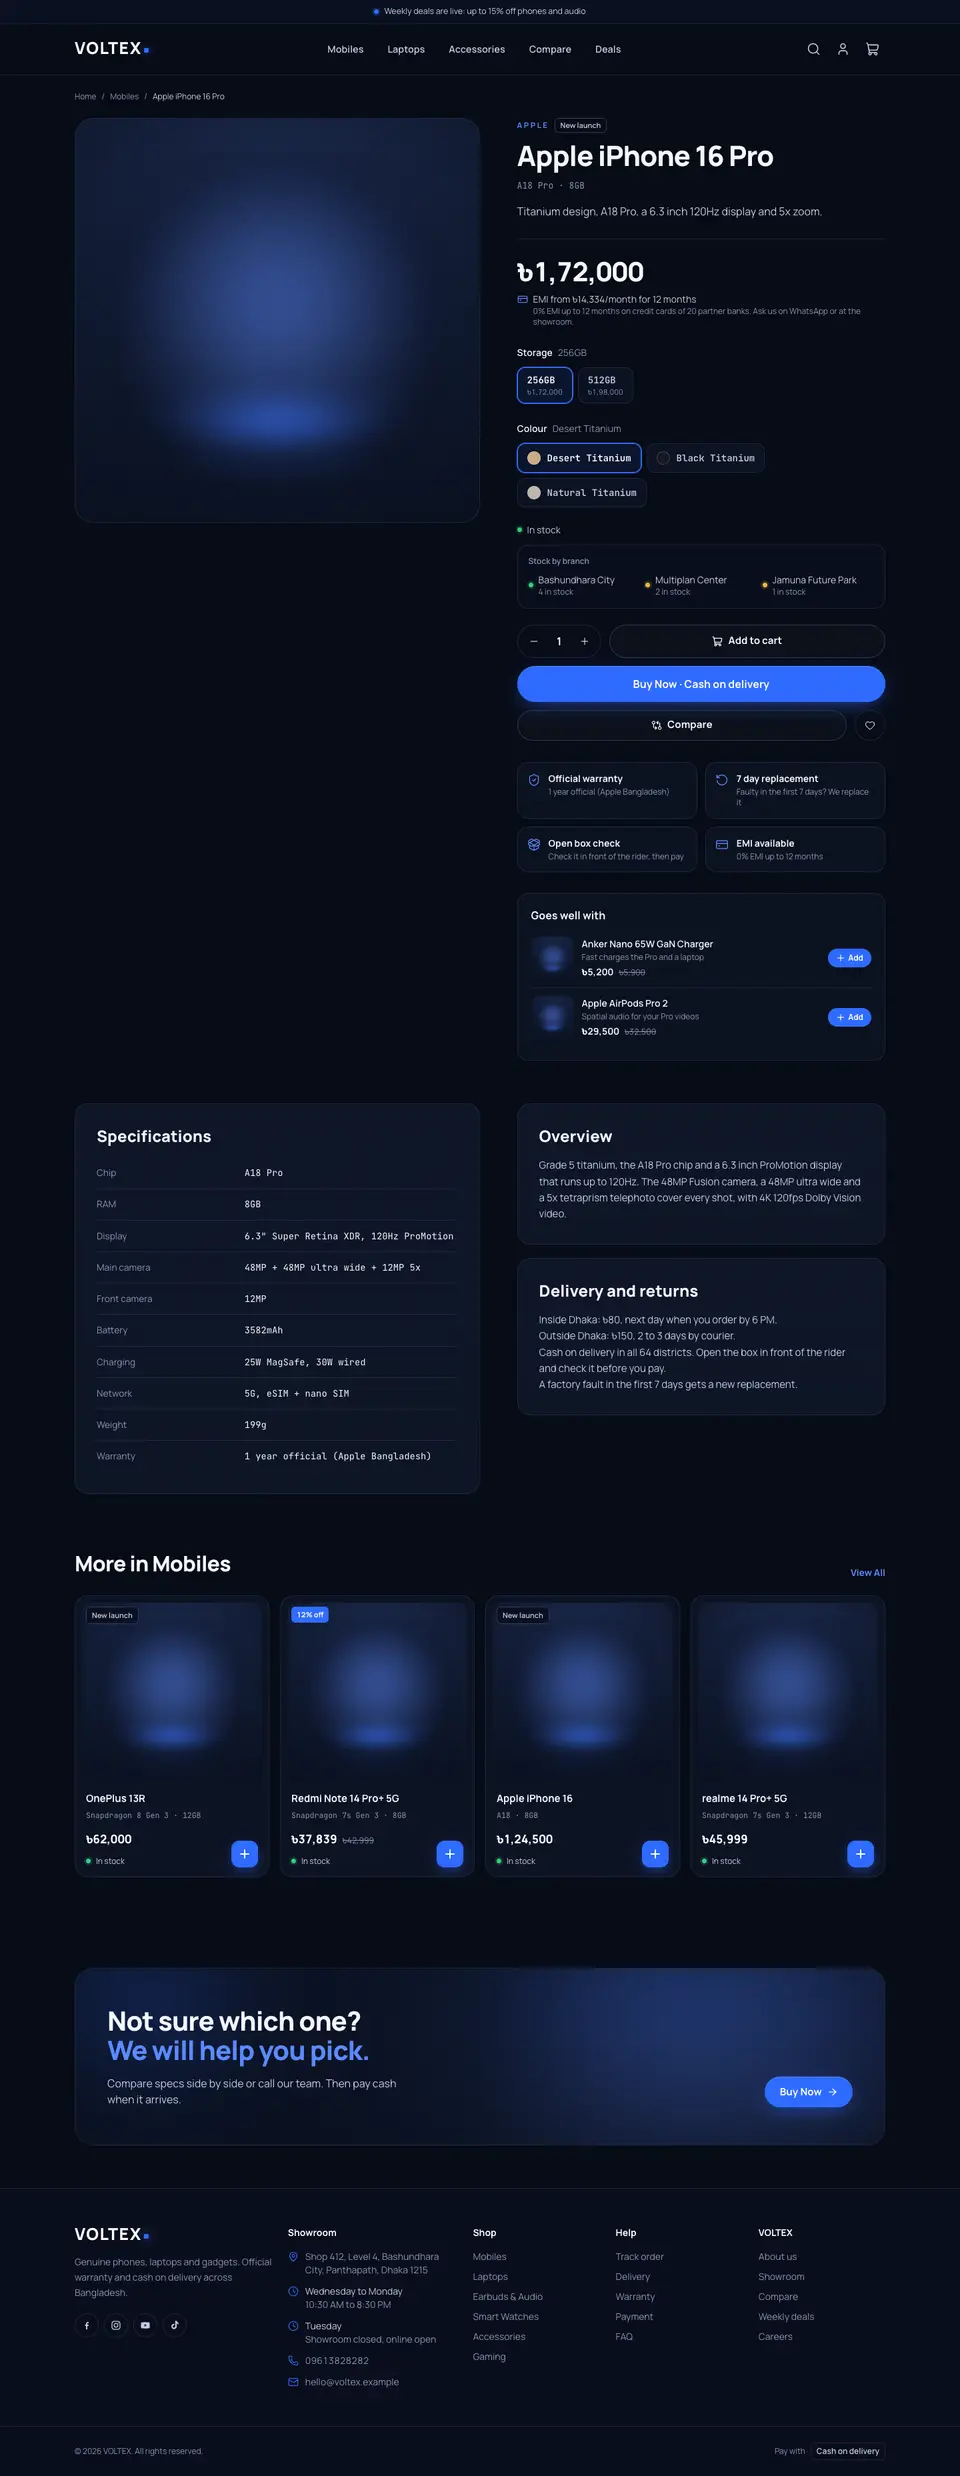 Weekly deals are live: up to 15% off phones and audio
VOLTEX
Mobiles
Laptops
Accessories
Compare
Deals
Home / Mobiles / Apple iPhone 16 Pro
APPLE
New launch
Apple iPhone 16 Pro
A18 Pro · 8GB
Titanium design, A18 Pro, a 6.3 inch 120Hz display and 5x zoom.
৳1,72,000
EMI from ৳14,334/month for 12 months
0% EMI up to 12 months on credit cards of 20 partner banks. Ask us on WhatsApp or at the
showroom.
Storage 256GB
256GB
৳1,72,000
512GB
৳1,98,000
Colour Desert Titanium
Desert Titanium
Black Titanium
Natural Titanium
In stock
Stock by branch
Bashundhara City
4 in stock
Multiplan Center
2 in stock
Jamuna Future Park
1 in stock
− 1 +
Add to cart
Buy Now · Cash on delivery
Compare
Official warranty
1 year official (Apple Bangladesh)
7 day replacement
Faulty in the first 7 days? We replace
it
Open box check
Check it in front of the rider, then pay
EMI available
0% EMI up to 12 months
Goes well with
Anker Nano 65W GaN Charger
Fast charges the Pro and a laptop
৳5,200 ৳5,900
+ Add
Apple AirPods Pro 2
Spatial audio for your Pro videos
৳29,500 ৳32,500
+ Add
Specifications
Chip A18 Pro
RAM 8GB
Display 6.3" Super Retina XDR, 120Hz ProMotion
Main camera 48MP + 48MP ultra wide + 12MP 5x
Front camera 12MP
Battery 3582mAh
Charging 25W MagSafe, 30W wired
Network 5G, eSIM + nano SIM
Weight 199g
Warranty 1 year official (Apple Bangladesh)
Overview
Grade 5 titanium, the A18 Pro chip and a 6.3 inch ProMotion display
that runs up to 120Hz. The 48MP Fusion camera, a 48MP ultra wide and
a 5x tetraprism telephoto cover every shot, with 4K 120fps Dolby Vision
video.
Delivery and returns
Inside Dhaka: ৳80, next day when you order by 6 PM.
Outside Dhaka: ৳150, 2 to 3 days by courier.
Cash on delivery in all 64 districts. Open the box in front of the rider
and check it before you pay.
A factory fault in the first 7 days gets a new replacement.
More in Mobiles
View All
New launch
OnePlus 13R
Snapdragon 8 Gen 3 · 12GB
৳62,000
In stock
+
12% off
Redmi Note 14 Pro+ 5G
Snapdragon 7s Gen 3 · 8GB
৳37,839 ৳42,999
In stock
+
New launch
Apple iPhone 16
A18 · 8GB
৳1,24,500
In stock
+
realme 14 Pro+ 5G
Snapdragon 7s Gen 3 · 12GB
৳45,999
In stock
+
Not sure which one?
We will help you pick.
Compare specs side by side or call our team. Then pay cash
when it arrives.
Buy Now →
VOLTEX
Genuine phones, laptops and gadgets. Official
warranty and cash on delivery across
Bangladesh.
Showroom
Shop 412, Level 4, Bashundhara
City, Panthapath, Dhaka 1215
Wednesday to Monday
10:30 AM to 8:30 PM
Tuesday
Showroom closed, online open
09613828282
hello@voltex.example
Shop
Mobiles
Laptops
Earbuds & Audio
Smart Watches
Accessories
Gaming
Help
Track order
Delivery
Warranty
Payment
FAQ
VOLTEX
About us
Showroom
Compare
Weekly deals
Careers
© 2026 VOLTEX. All rights reserved.
Pay with Cash on delivery